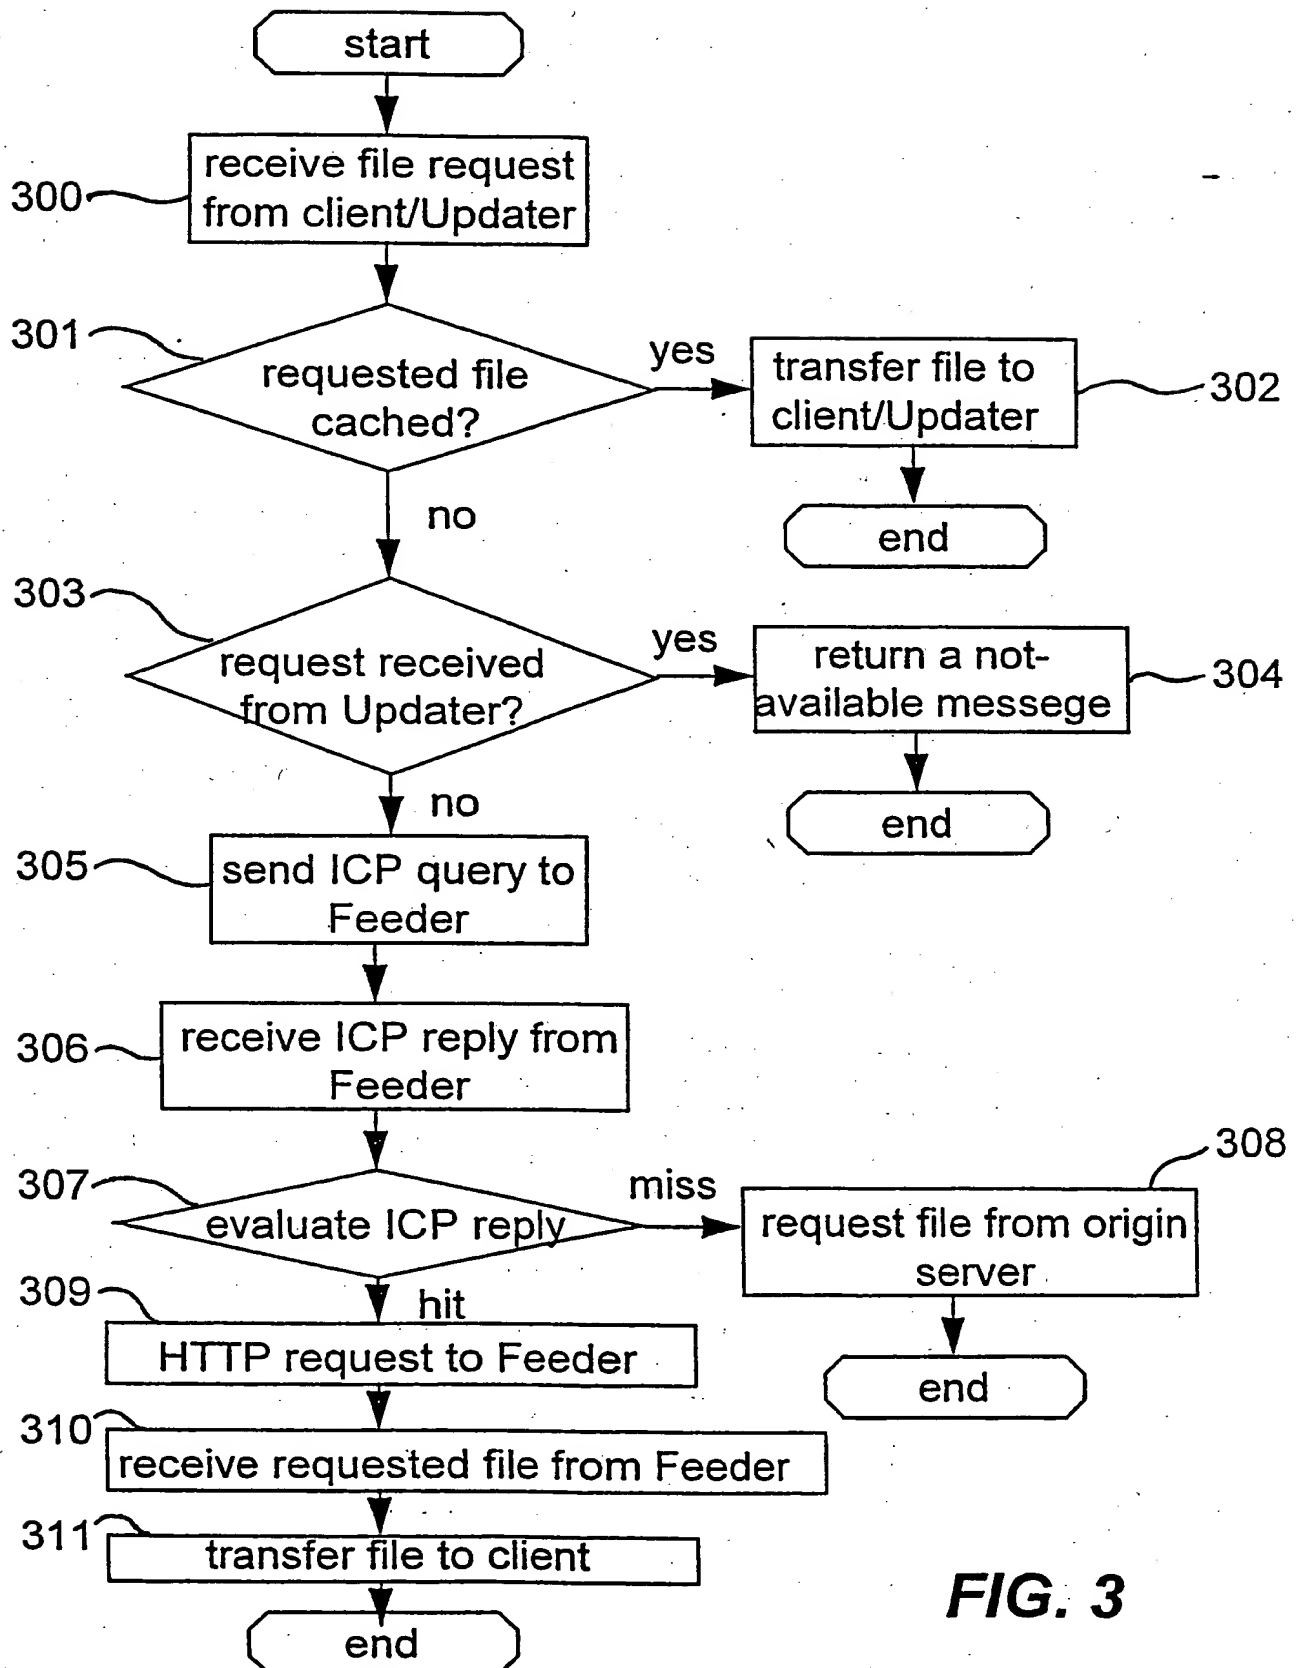 start
300
receive file request
from client/Updater
301
requested file
cached?
yes
transfer file to
client/Updater
302
end
no
303
request received
from Updater?
yes
return a not-
available messege
304
end
no
305
send ICP query to
Feeder
306
receive ICP reply from
Feeder
307
evaluate ICP reply
miss
308
request file from origin
server
end
hit
309
HTTP request to Feeder
310
receive requested file from Feeder
311
transfer file to client
end
FIG. 3